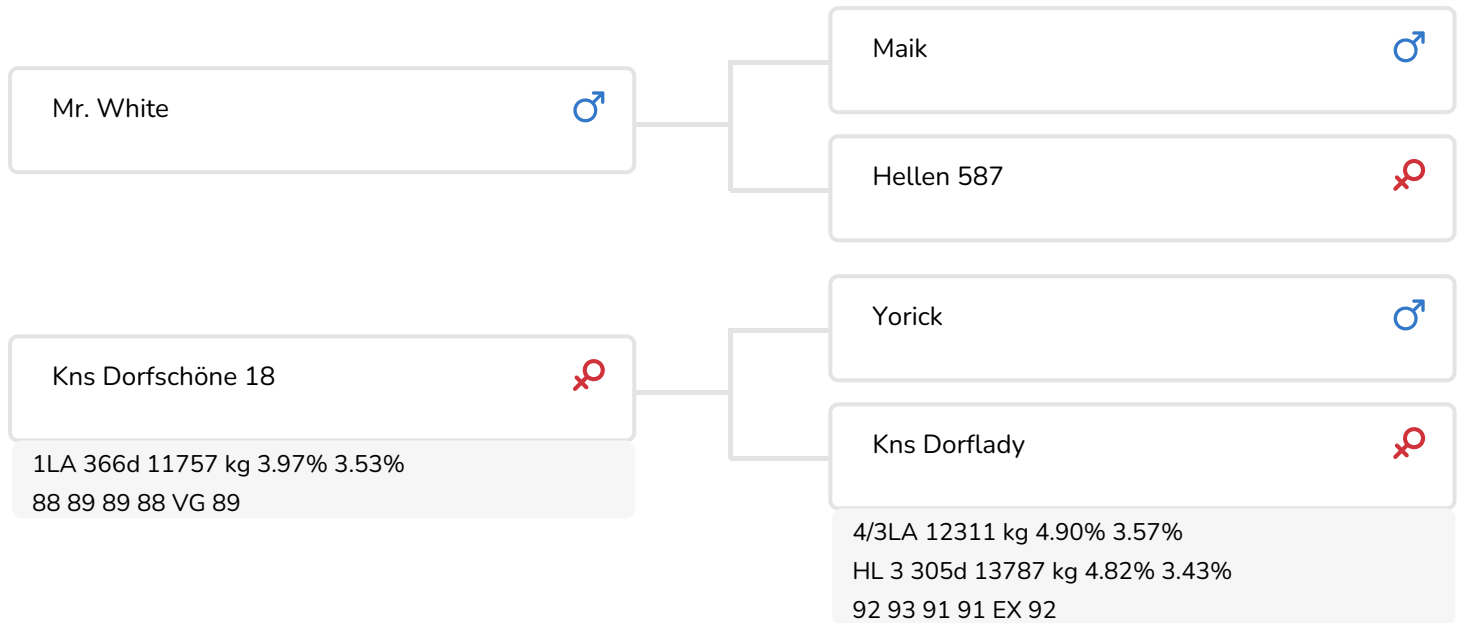 Mr. White
Maik
Hellen 587
Kns Dorfschöne 18
1LA 366d 11757 kg 3.97% 3.53%
88 89 89 88 VG 89
Yorick
Kns Dorflady
4/3LA 12311 kg 4.90% 3.57%
HL 3 305d 13787 kg 4.82% 3.43%
92 93 91 91 EX 92